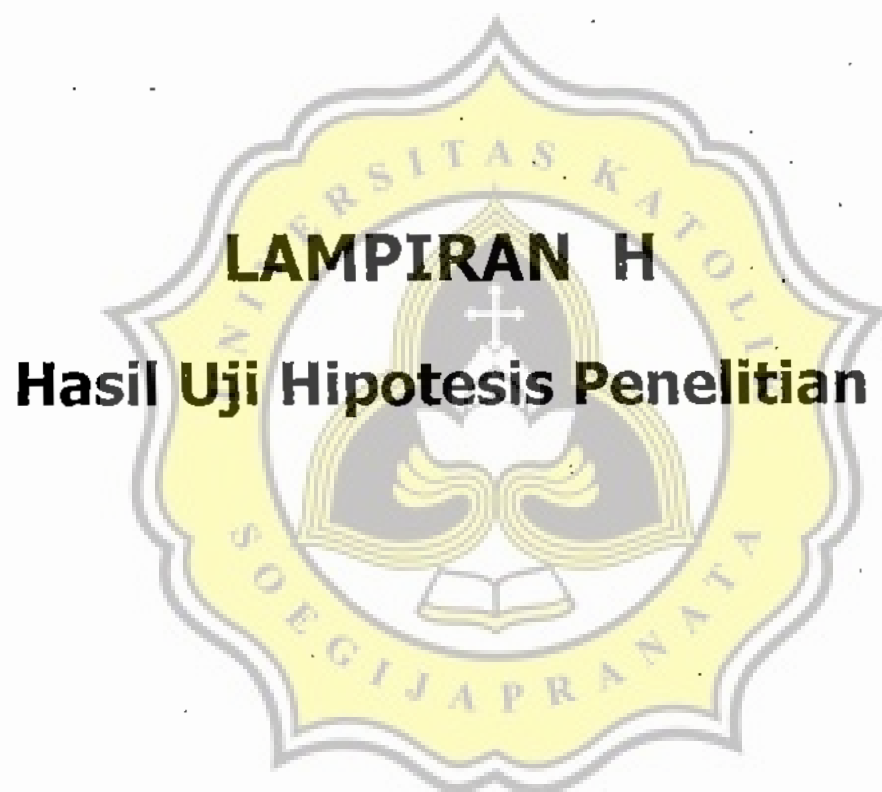 LAMPIRAN H
Hasil Uji Hipotesis Penelitian
UNIVERSITAS KATOLIK
SOEGIJAPRANATA